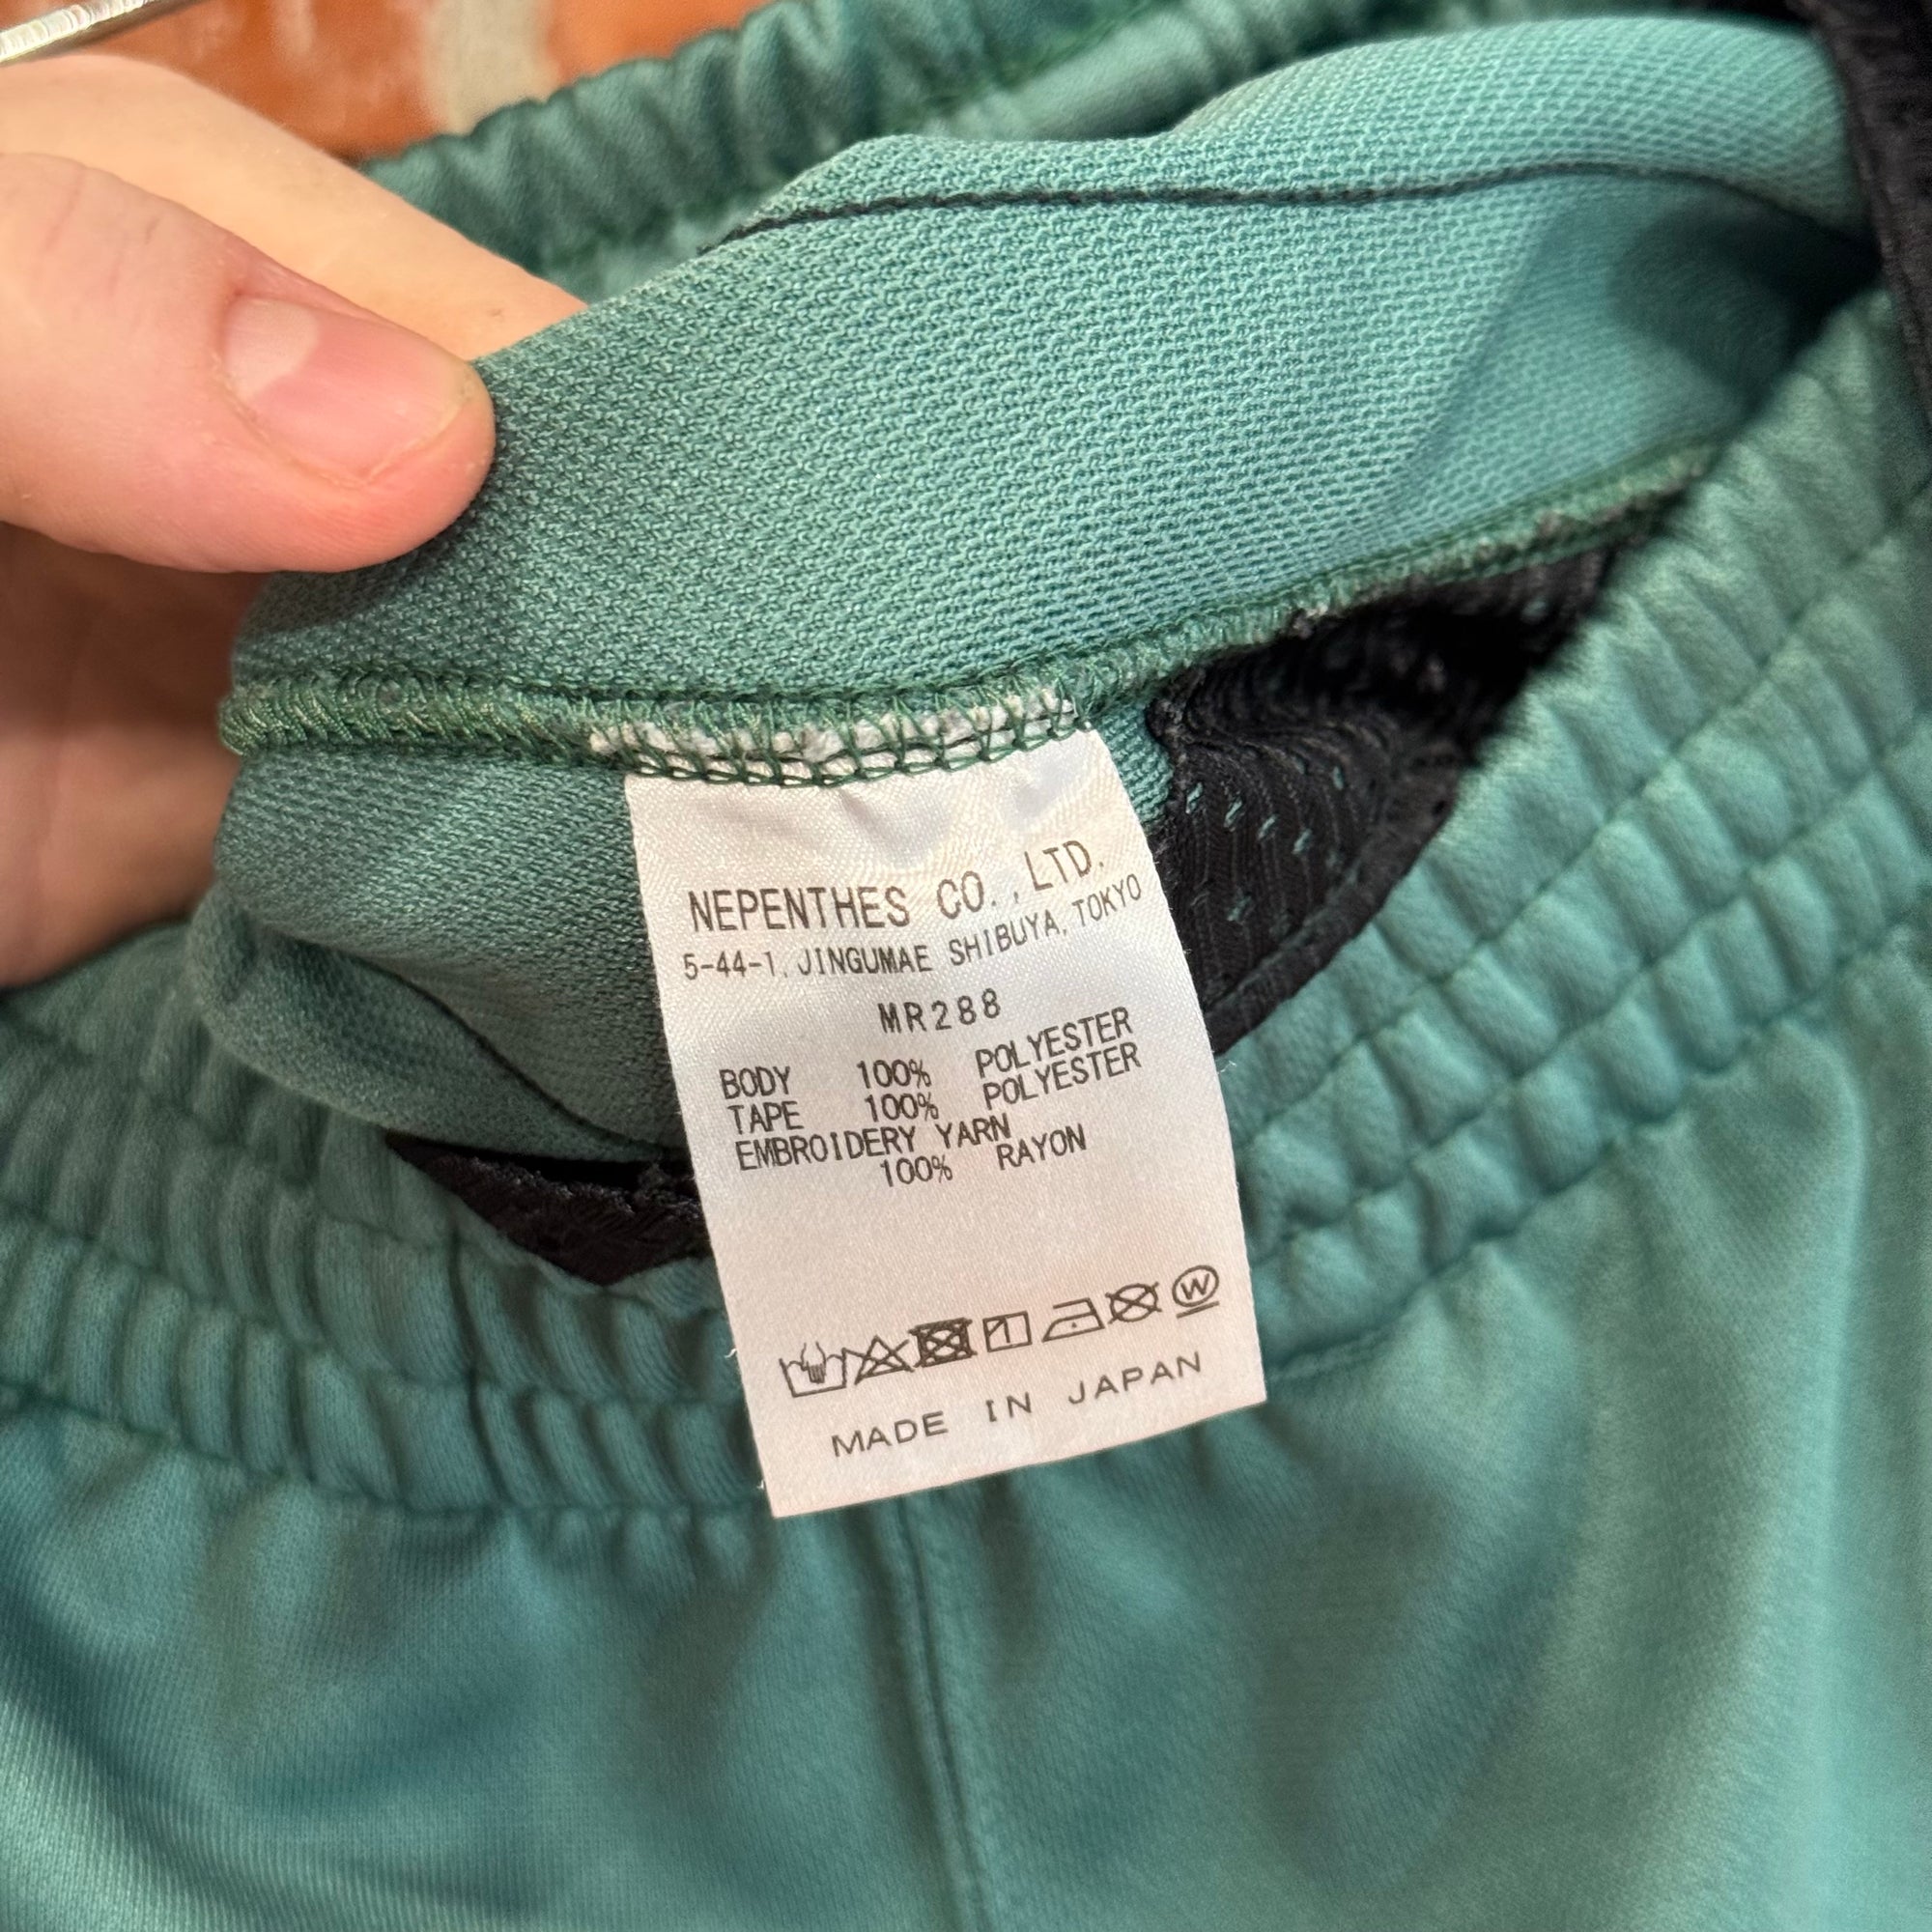 NEPENTHES CO.,LTD.
5-44-1, JINGUMAE SHIBUYA, TOKYO
MR288
BODY 100% POLYESTER
TAPE 100% POLYESTER
EMBROIDERY YARN
100% RAYON
W
MADE IN JAPAN